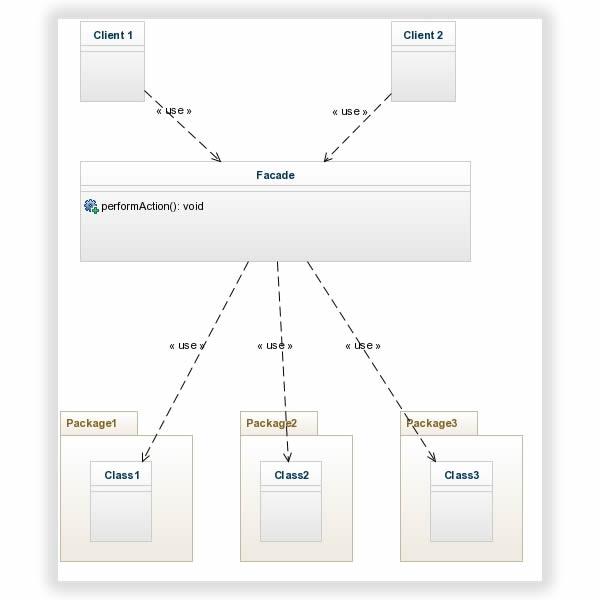 Client 1
Client 2
« use »
« use »
Facade
performAction(): void
« use »
« use »
« use »
Package1
Package2
Package3
Class1
Class2
Class3